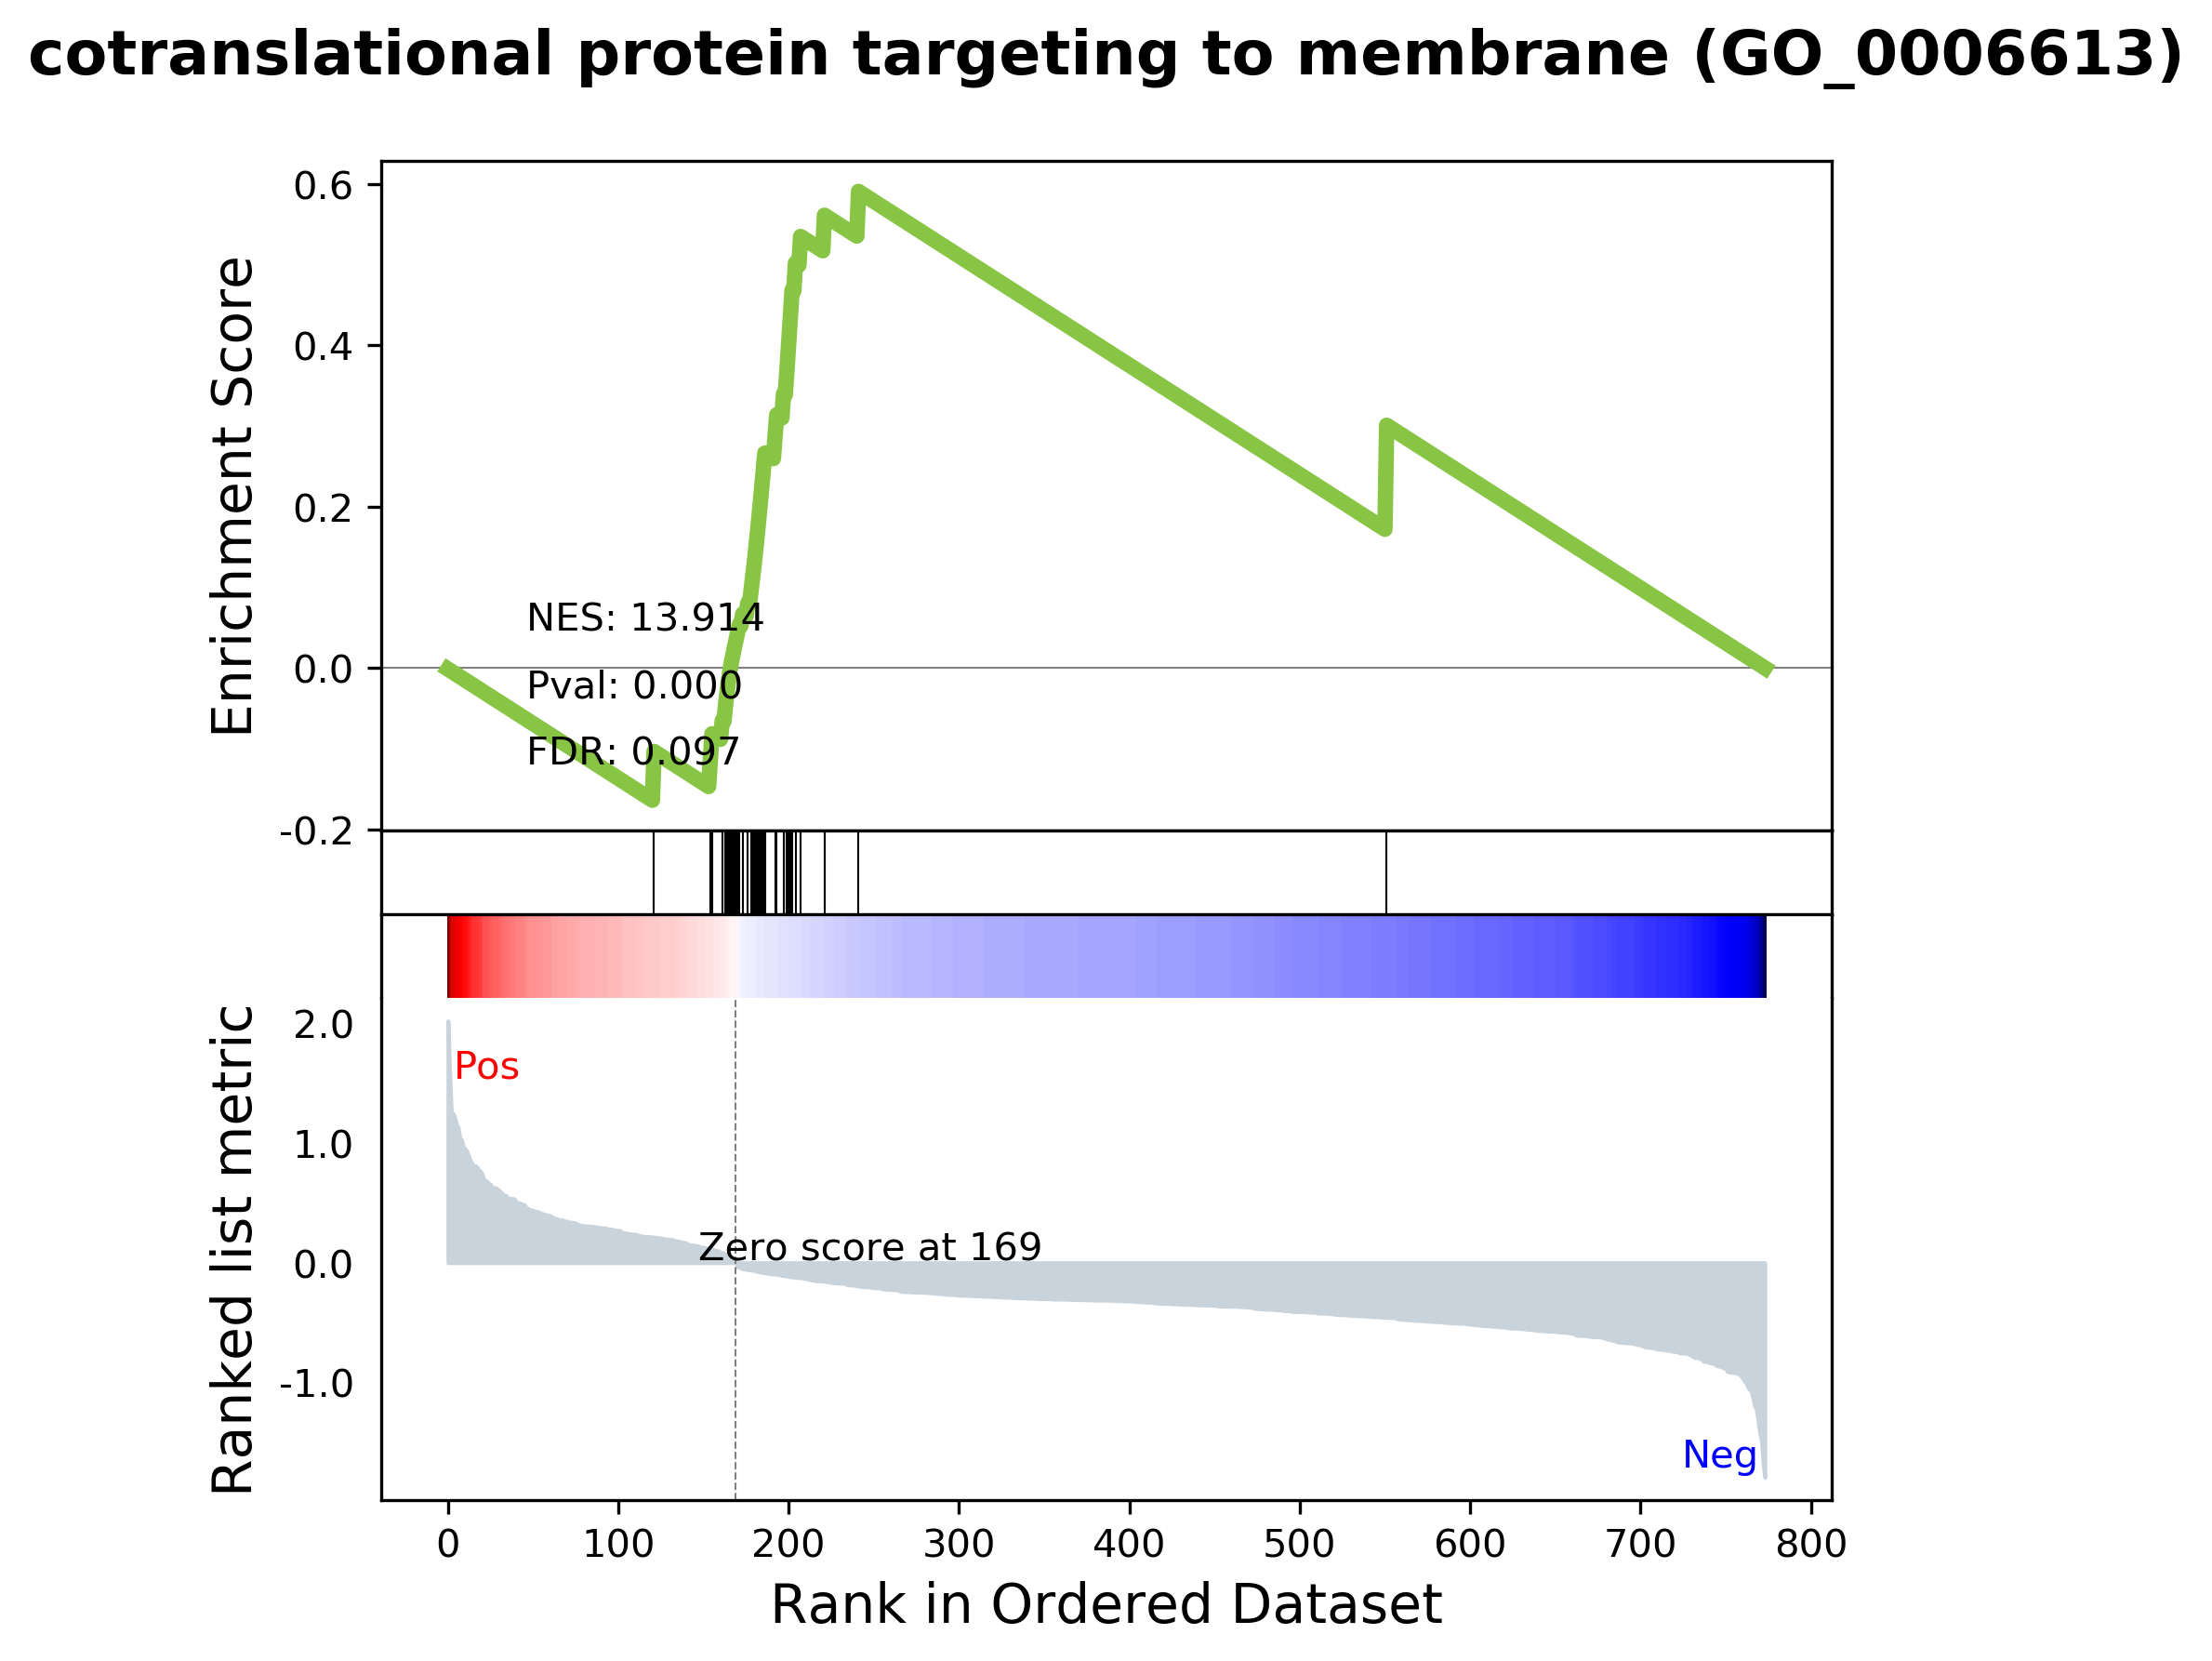 cotranslational protein targeting to membrane (GO_0006613)
Enrichment Score
0.6
0.4
0.2
0.0
-0.2
NES: 13.914
Pval: 0.000
FDR: 0.097
Ranked list metric
2.0
1.0
0.0
-1.0
Pos
Zero score at 169
Neg
0 100 200 300 400 500 600 700 800
Rank in Ordered Dataset